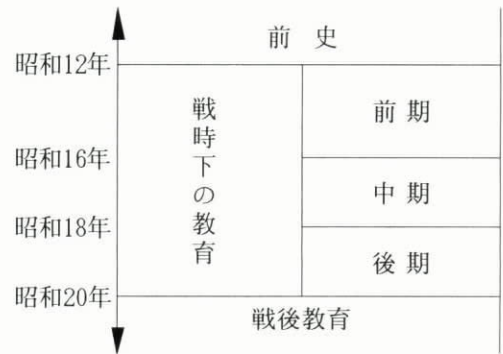 前史
昭和12年
戦時下の教育
前期
昭和16年
中期
昭和18年
後期
昭和20年
戦後教育